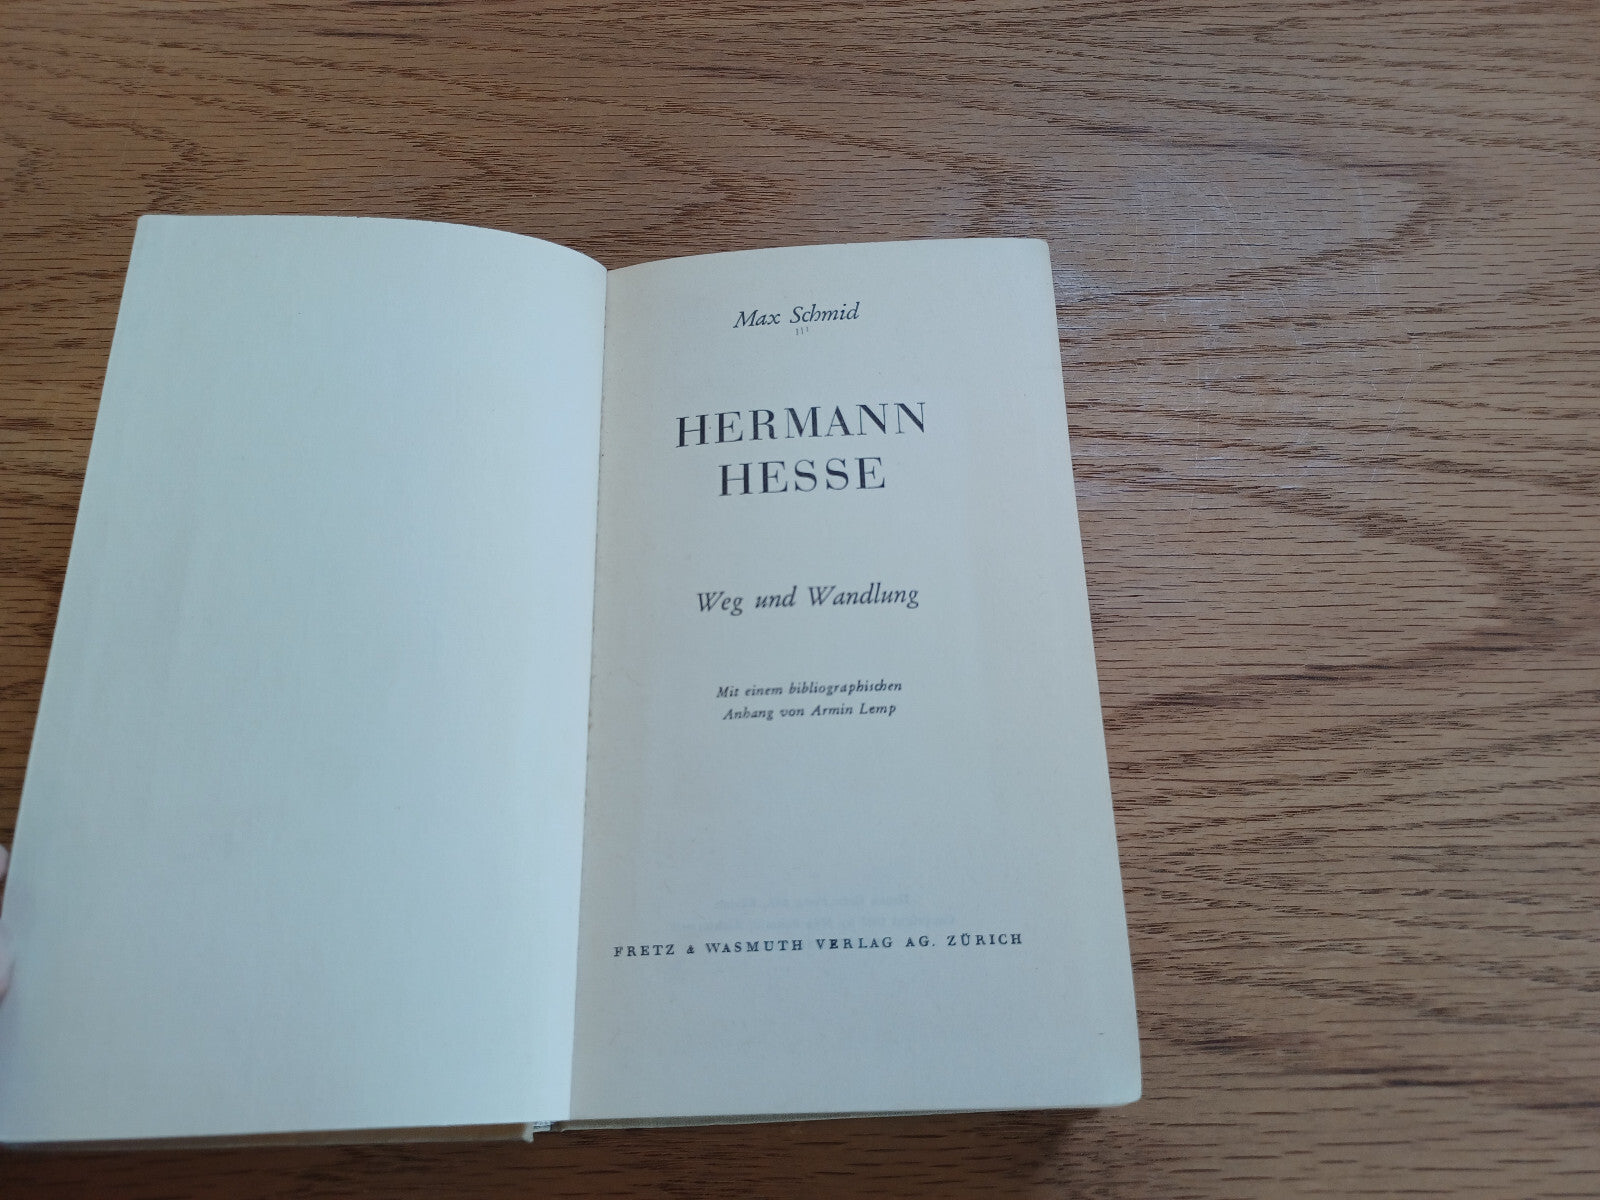 Max Schmid
HERMANN
HESSE
Weg und Wandlung
Mit einem bibliographischen
Anhang von Armin Lemp
FRETZ & WASMUTH VERLAG AG. ZÜRICH